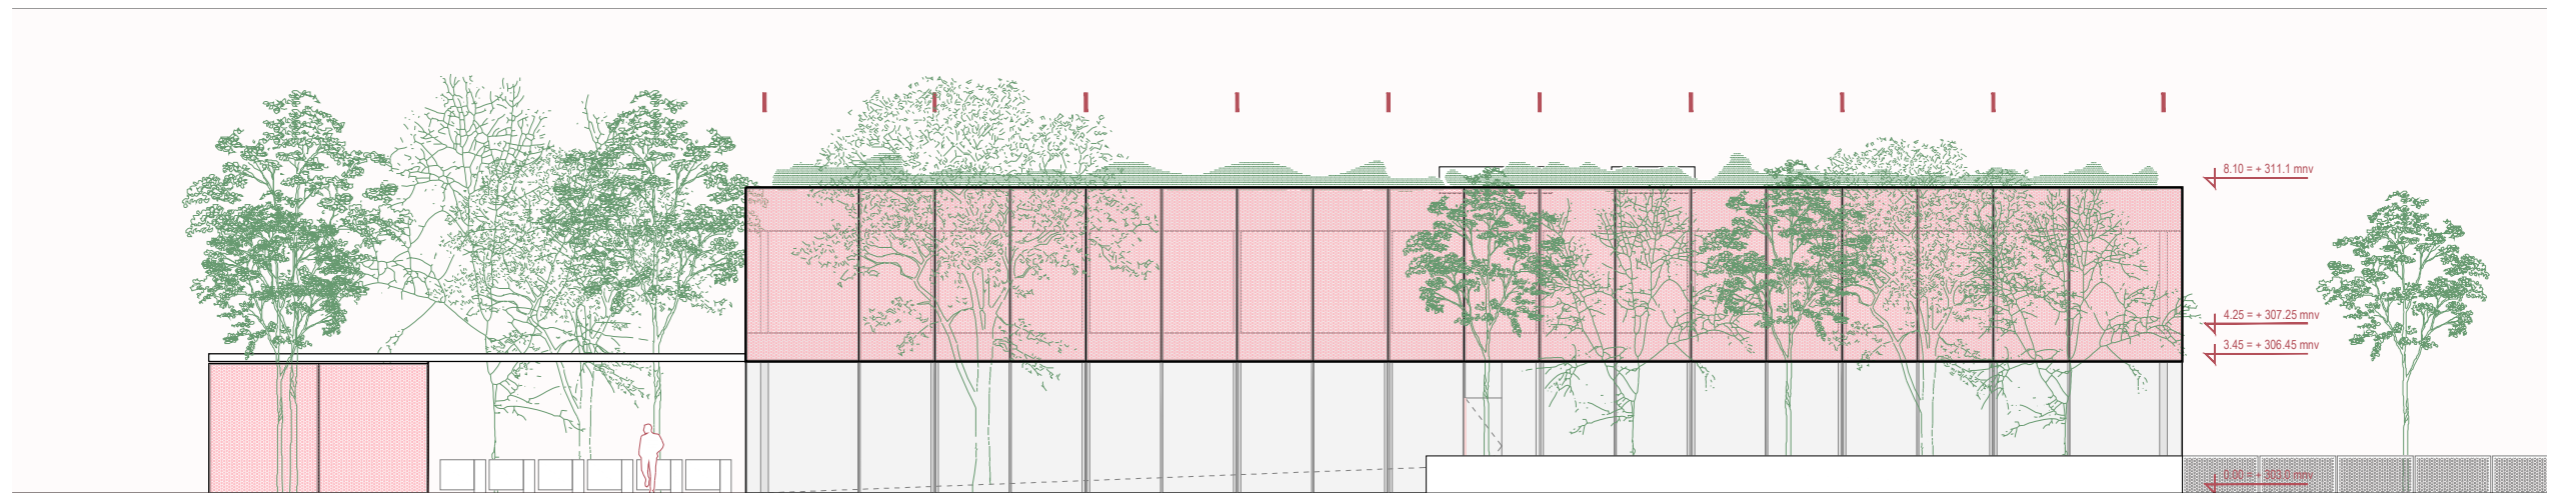 8.10 = + 311.1 mnv
4.25 = + 307.25 mnv
3.45 = + 306.45 mnv
0.00 = + 303.0 mnv